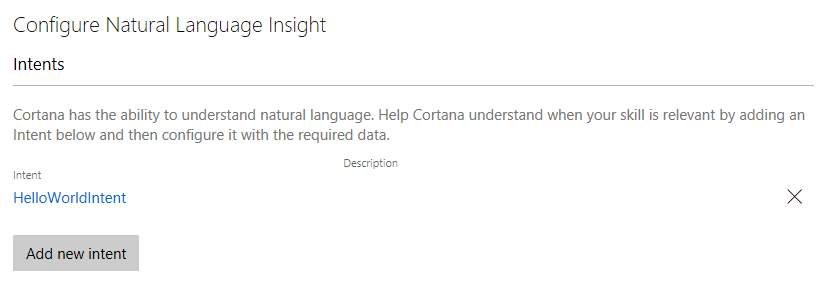 Configure Natural Language Insight
Intents
Cortana has the ability to understand natural language. Help Cortana understand when your skill is relevant by adding an
Intent below and then configure it with the required data.
Description
Intent
HelloWorldIntent
Add new intent